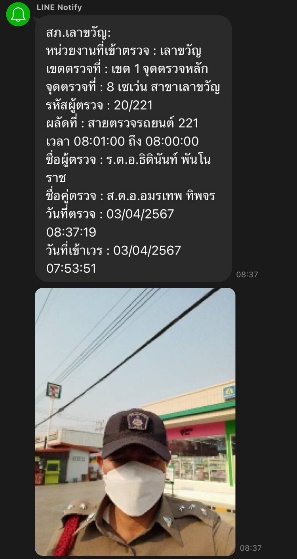 LINE Notify
สภ.เลาขวัญ:
หน่วยงานที่เข้าตรวจ : เลาขวัญ
เขตตรวจที่ : เขต 1 จุดตรวจหลัก
จุดตรวจที่ : 8 เซเว่น สาขาเลาขวัญ
รหัสผู้ตรวจ : 20/221
ผลัดที่ : สายตรวจรถยนต์ 221
เวลา 08:01:00 ถึง 08:00:00
ชื่อผู้ตรวจ : ร.ต.อ.ธิตินันท์ พันโน
ราช
ชื่อคู่ตรวจ : ส.ต.อ.อมรเทพ ทิพจร
วันที่ตรวจ : 03/04/2567
08:37:19
วันที่เข้าเวร : 03/04/2567
07:53:51
08:37
08:37